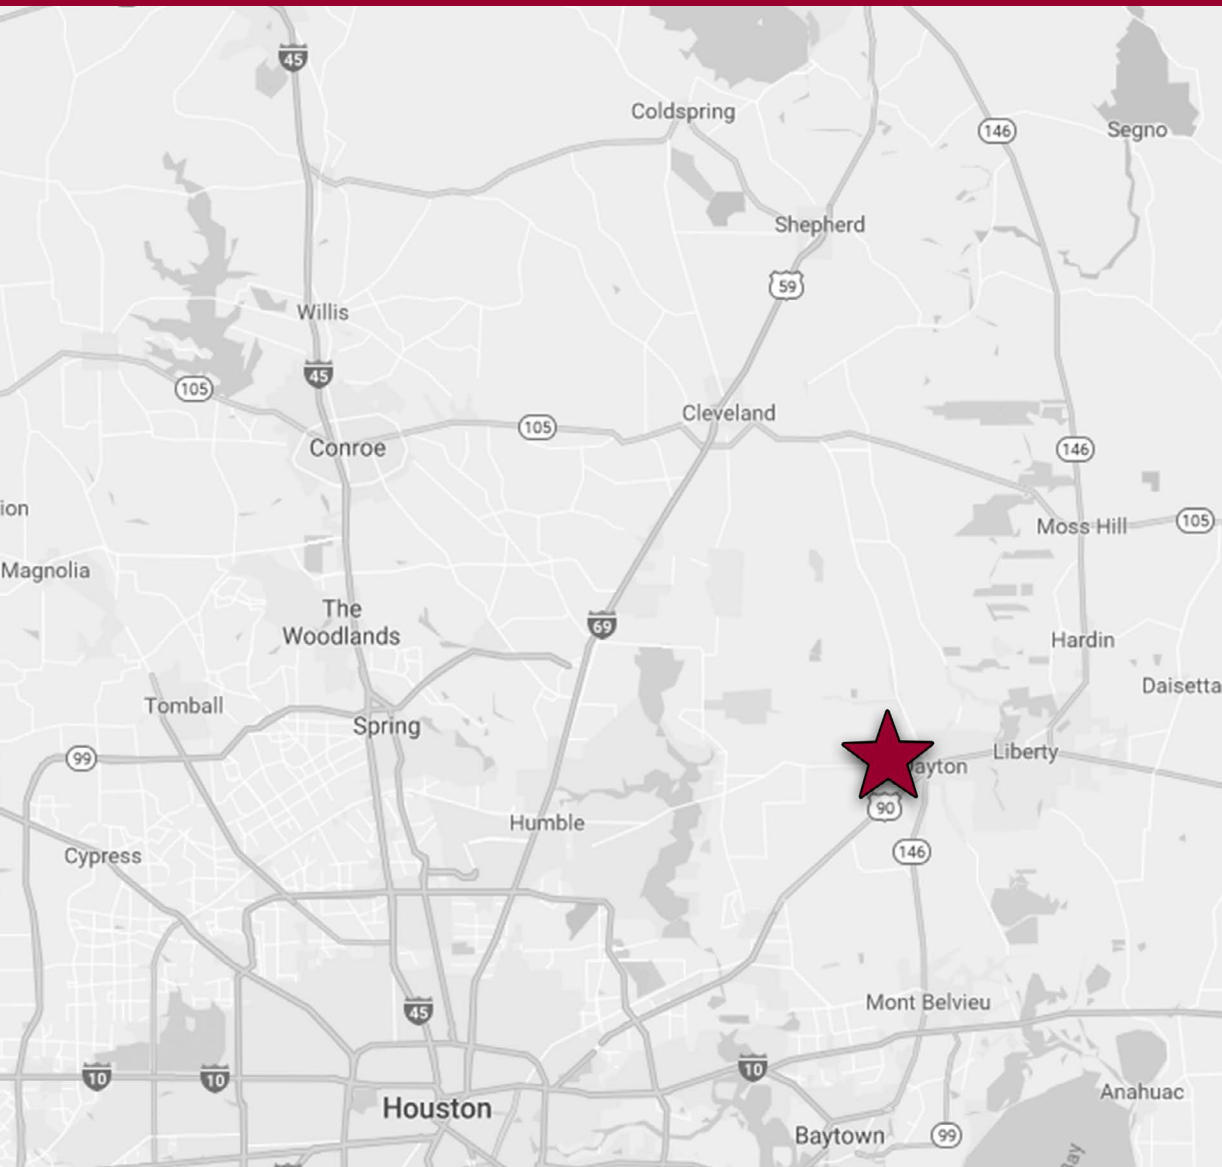 45
Coldspring
146
Segno
Shepherd
59
Willis
45
105
Cleveland
105
Conroe
146
ion
Moss Hill
105
Magnolia
The
Woodlands
69
Hardin
Daisetta
Tomball
Spring
99
Liberty
ayton
90
Humble
146
Cypress
Mont Belvieu
45
10
10
10
Anahuac
Houston
Baytown
99
ay